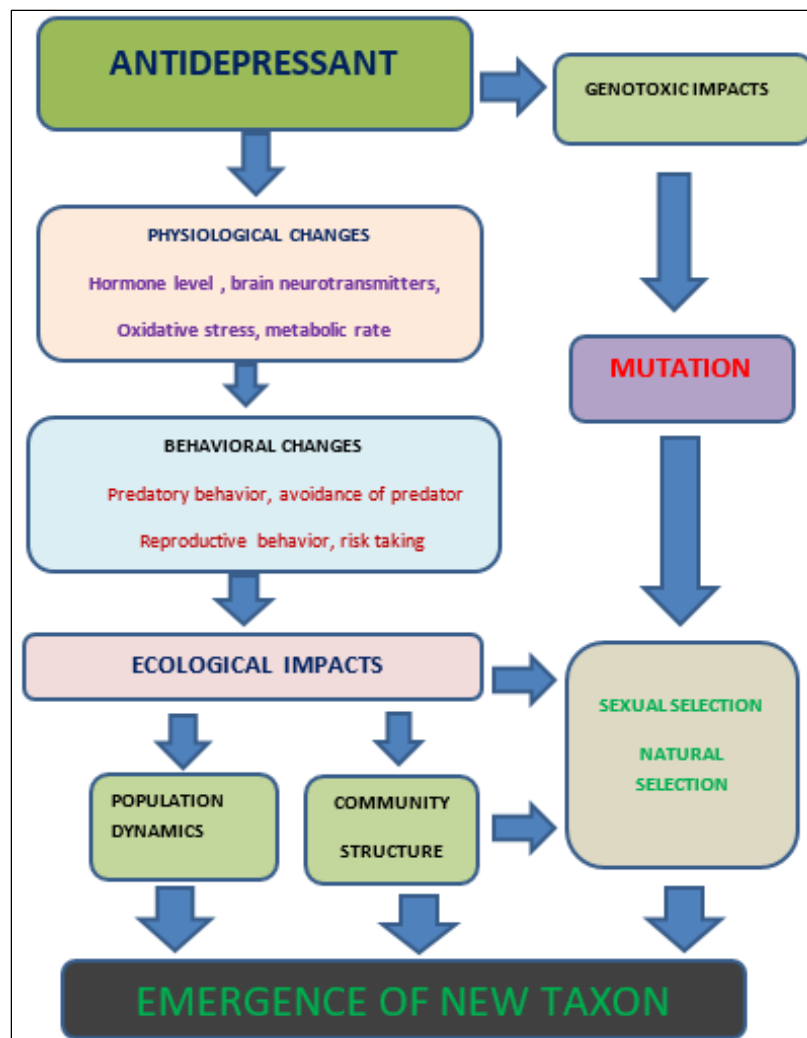 ANTIDEPRESSANT
GENOTOXIC IMPACTS
PHYSIOLOGICAL CHANGES
Hormone level , brain neurotransmitters,
Oxidative stress, metabolic rate
MUTATION
BEHAVIORAL CHANGES
Predatory behavior, avoidance of predator
Reproductive behavior, risk taking
ECOLOGICAL IMPACTS
SEXUAL SELECTION
NATURAL
SELECTION
POPULATION
DYNAMICS
COMMUNITY
STRUCTURE
EMERGENCE OF NEW TAXON